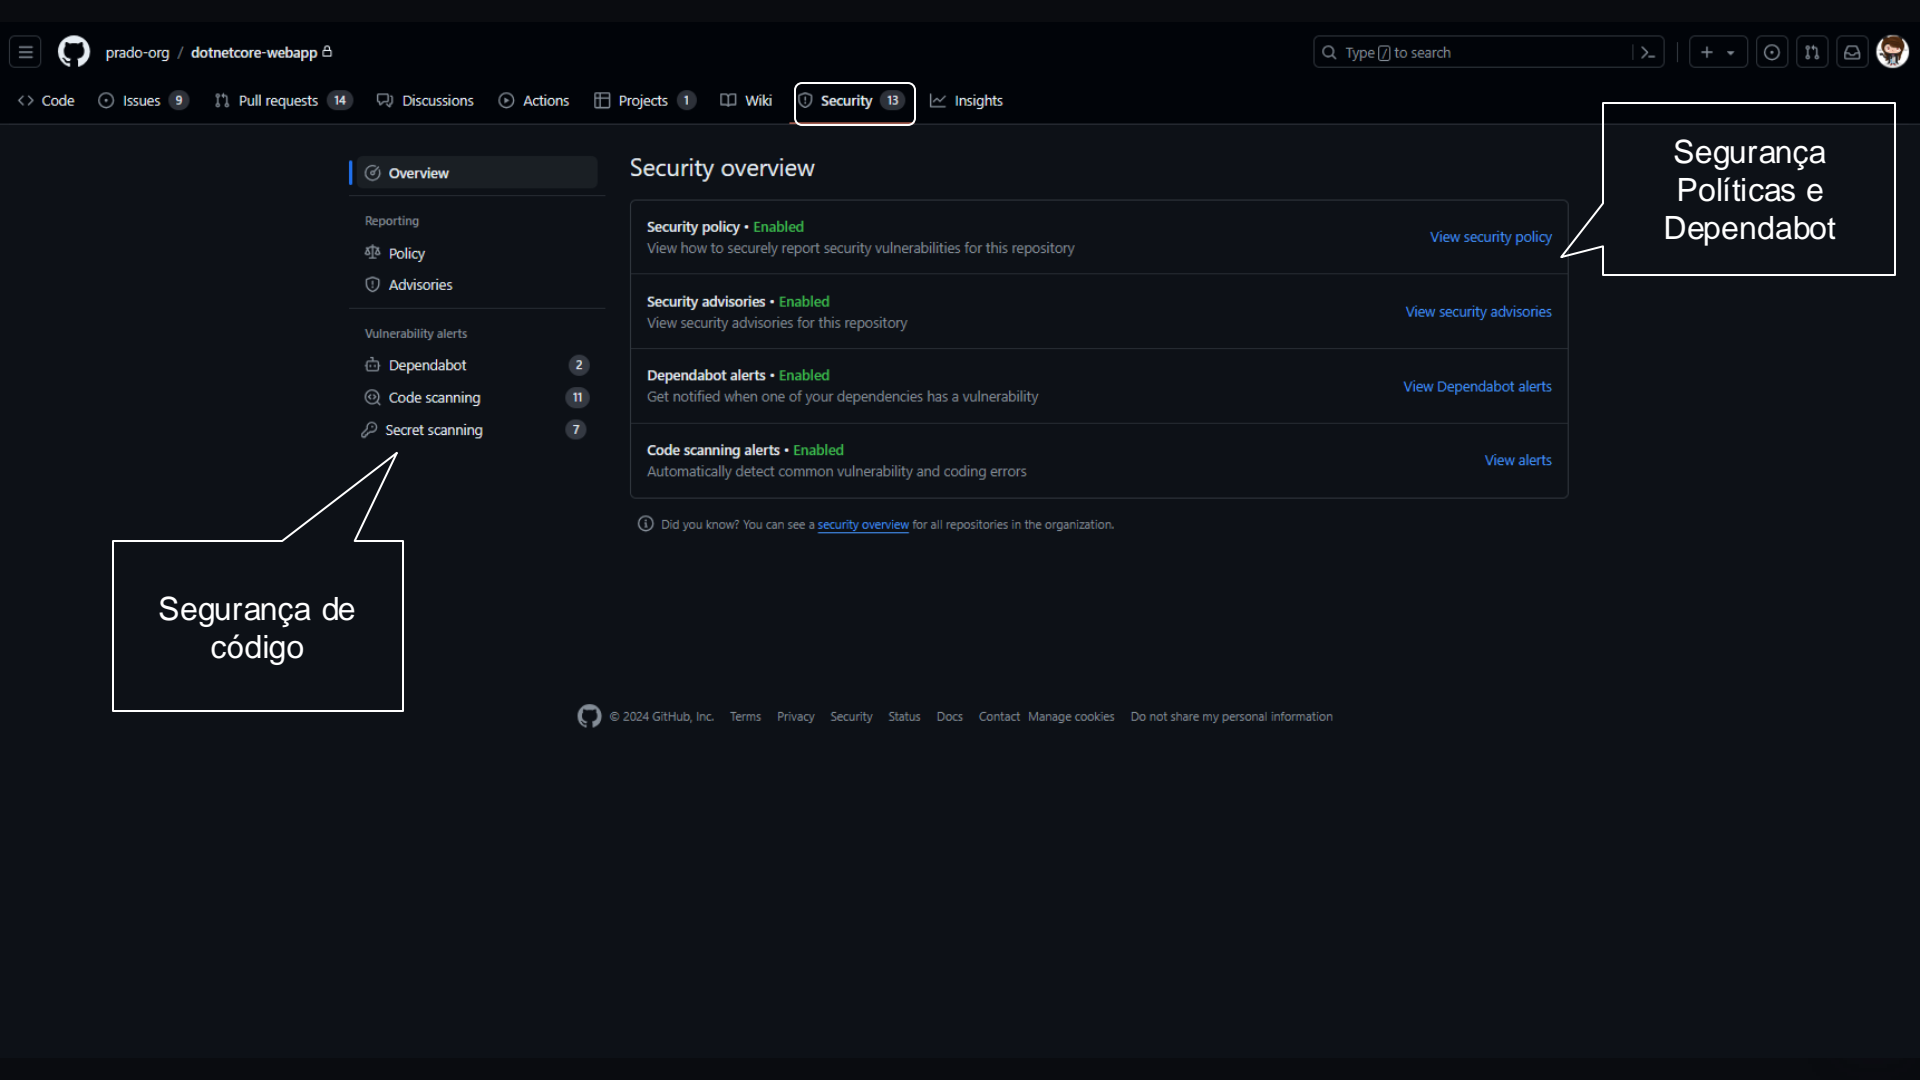 prado-org / dotnetcore-webapp
Type / to search
Code
Issues 9
Pull requests 14
Discussions
Actions
Projects 1
Wiki
Security 13
Insights
Segurança
Políticas e
Dependabot
Overview
Reporting
Policy
Advisories
Vulnerability alerts
Dependabot 2
Code scanning 11
Secret scanning 7
Segurança de
código
Security overview
Security policy • Enabled
View how to securely report security vulnerabilities for this repository
View security policy
Security advisories • Enabled
View security advisories for this repository
View security advisories
Dependabot alerts • Enabled
Get notified when one of your dependencies has a vulnerability
View Dependabot alerts
Code scanning alerts • Enabled
Automatically detect common vulnerability and coding errors
View alerts
Did you know? You can see a security overview for all repositories in the organization.
© 2024 GitHub, Inc. Terms Privacy Security Status Docs Contact Manage cookies Do not share my personal information